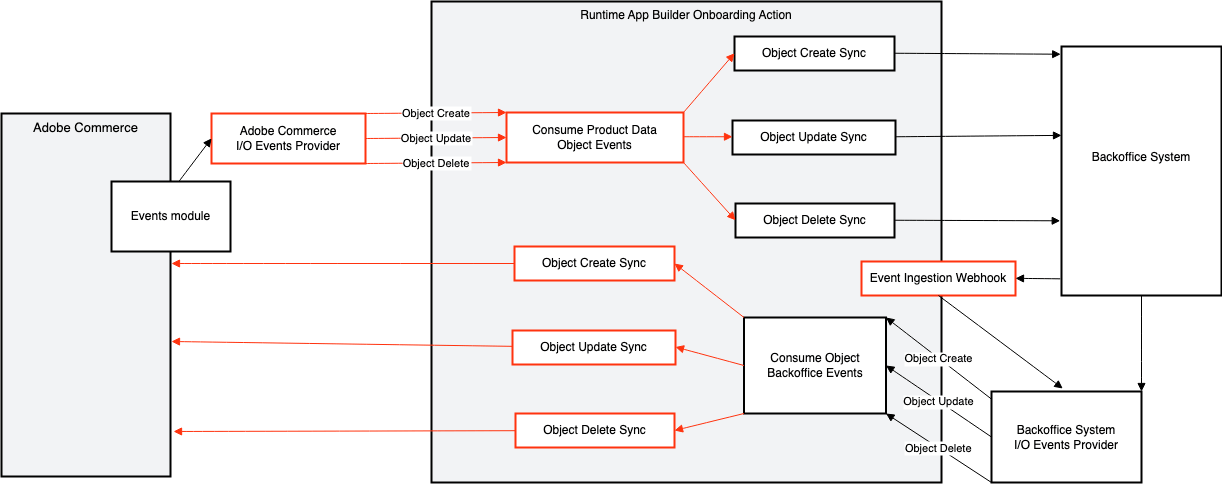 Runtime App Builder Onboarding Action
Object Create Sync
Adobe Commerce
Adobe Commerce
I/O Events Provider
Object Create
Object Update
Object Delete
Consume Product Data
Object Events
Object Update Sync
Backoffice System
Events module
Object Delete Sync
Object Create Sync
Event Ingestion Webhook
Object Update Sync
Consume Object
Backoffice Events
Object Create
Object Update
Object Delete
Object Delete Sync
Backoffice System
I/O Events Provider